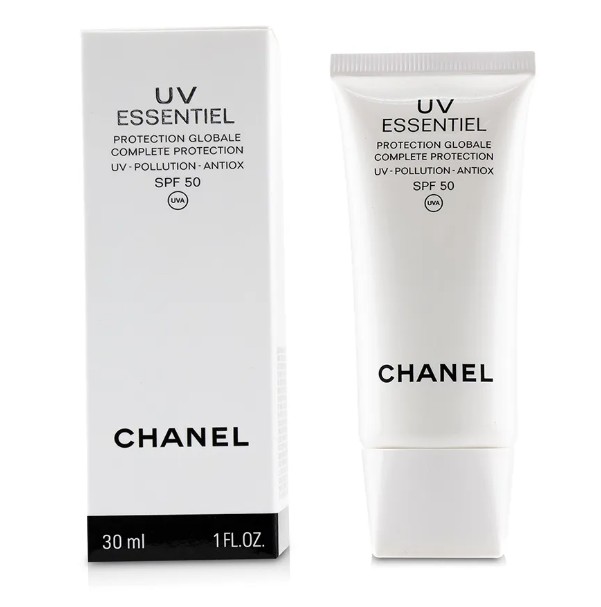 UV
ESSENTIEL
PROTECTION GLOBALE
COMPLETE PROTECTION
UV - POLLUTION - ANTIOX
SPF 50
UVA
CHANEL
30 ml 1 FL.OZ.
UV
ESSENTIEL
PROTECTION GLOBALE
COMPLETE PROTECTION
UV - POLLUTION - ANTIOX
SPF 50
UVA
CHANEL